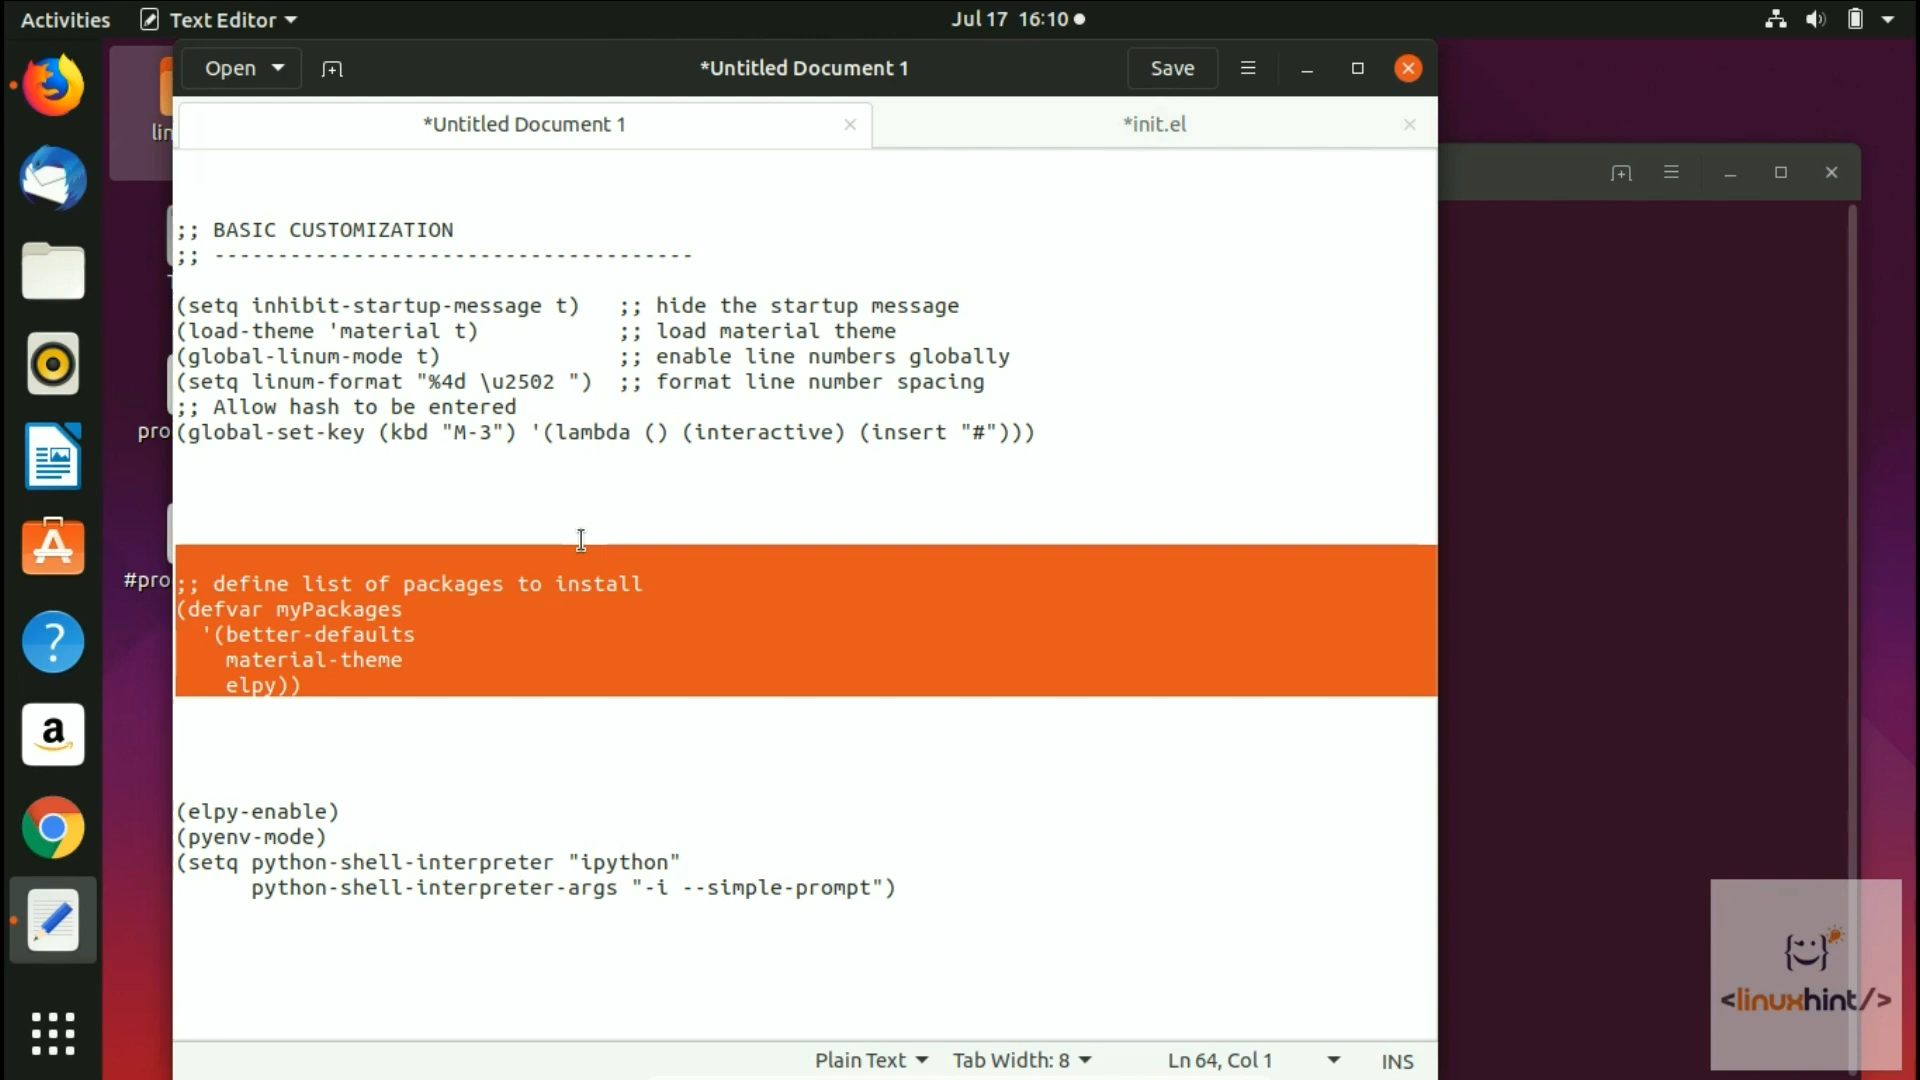 Activities
Text Editor
Jul 17 16:10
Open
*Untitled Document 1
Save
*Untitled Document 1
*init.el
lin
;; BASIC CUSTOMIZATION
;; --------------------------------------
(setq inhibit-startup-message t)   ;; hide the startup message
(load-theme 'material t)           ;; load material theme
(global-linum-mode t)              ;; enable line numbers globally
(setq linum-format "%4d \u2502 ")  ;; format line number spacing
;; Allow hash to be entered
pro
(global-set-key (kbd "M-3") '(lambda () (interactive) (insert "#")))
#pro
;; define list of packages to install
(defvar myPackages
  '(better-defaults
    material-theme
    elpy))
(elpy-enable)
(pyenv-mode)
(setq python-shell-interpreter "ipython"
      python-shell-interpreter-args "-i --simple-prompt")
<linuxhint/>
Plain Text
Tab Width: 8
Ln 64, Col 1
INS